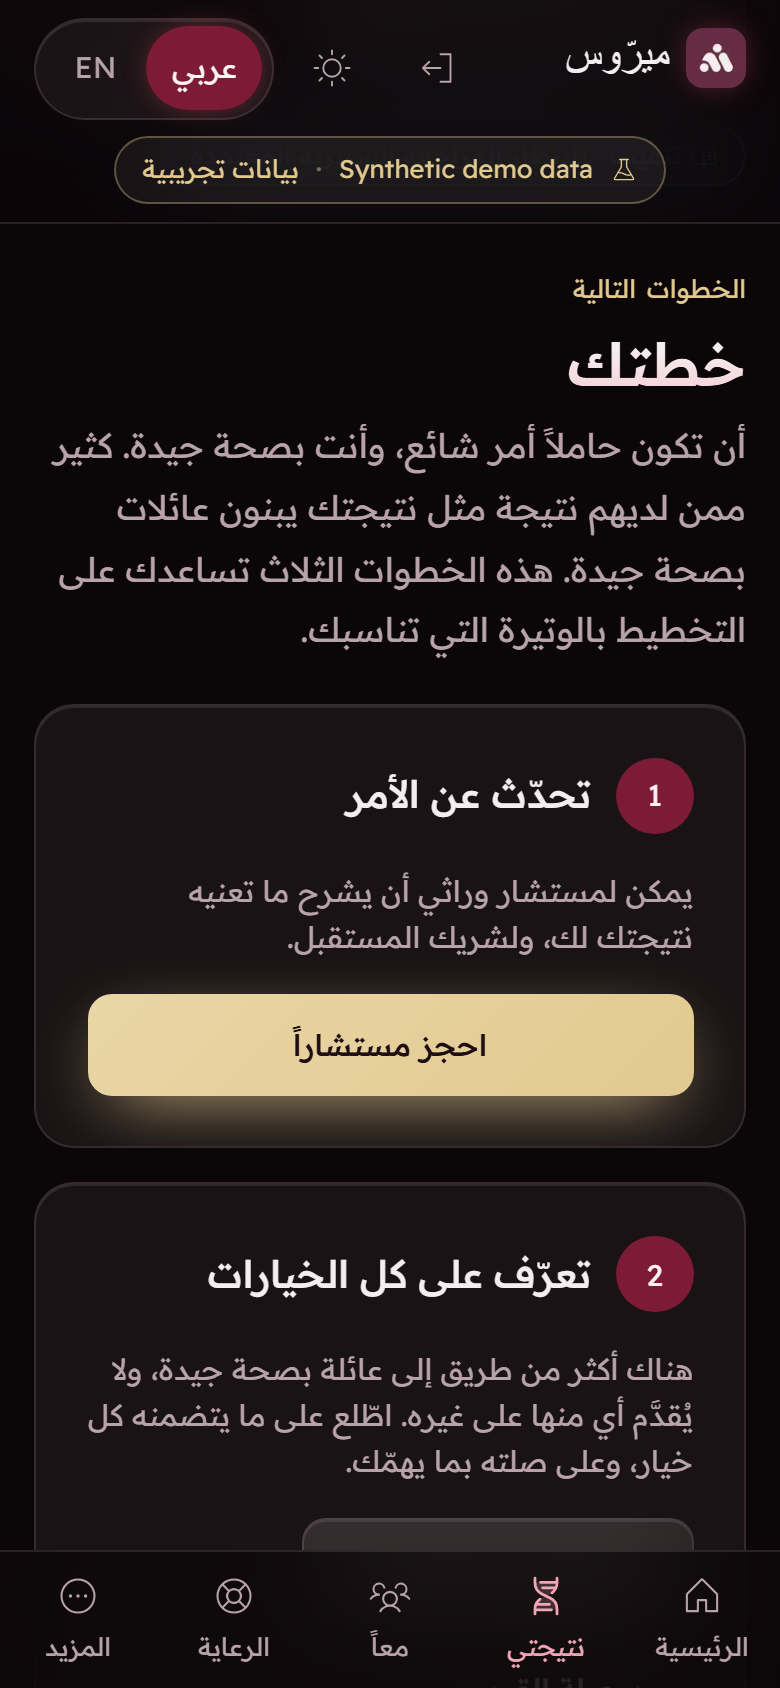 ميرّوس
عربي
EN
Synthetic demo data · بيانات تجريبية
الخطوات التالية
خطتك
أن تكون حاملاً أمر شائع، وأنت بصحة جيدة. كثير
ممن لديهم نتيجة مثل نتيجتك يبنون عائلات
بصحة جيدة. هذه الخطوات الثلاث تساعدك على
التخطيط بالوتيرة التي تناسبك.
1
تحدّث عن الأمر
يمكن لمستشار وراثي أن يشرح ما تعنيه
نتيجتك لك، ولشريك المستقبل.
احجز مستشاراً
2
تعرّف على كل الخيارات
هناك أكثر من طريق إلى عائلة بصحة جيدة، ولا
يُقدَّم أي منها على غيره. اطّلع على ما يتضمنه كل
خيار، وعلى صلته بما يهمّك.
الرئيسية
نتيجتي
معاً
الرعاية
المزيد